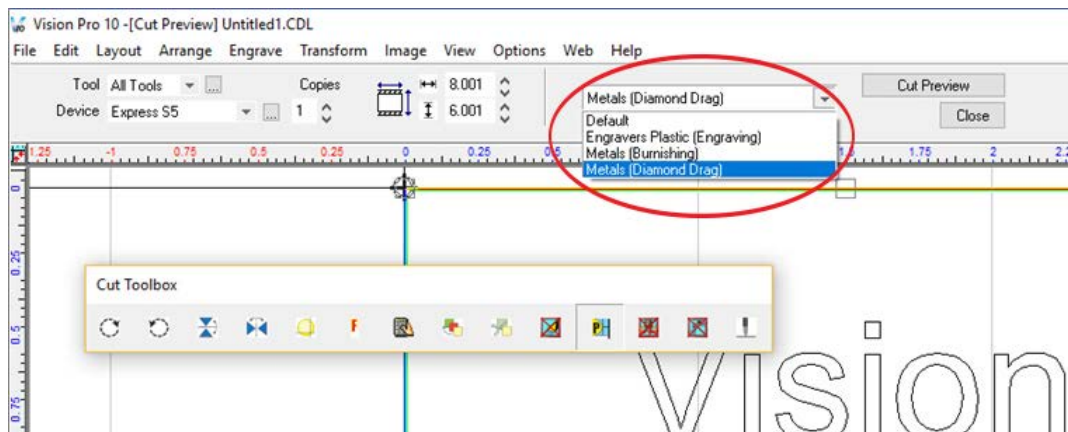 Vision Pro 10 -[Cut Preview] Untitled1.CDL
File Edit Layout Arrange Engrave Transform Image View Options Web Help
Tool All Tools ... Copies 8.001 Metals (Diamond Drag) Cut Preview
Device Express S5 ... 1 6.001 Default Close
Engravers Plastic (Engraving)
Metals (Burnishing)
Metals (Diamond Drag)
1.25 -1 0.75 0.5 0.25 0 0.25 1.75 2
0
0.25
Cut Toolbox
F P
0.5
0.75
Vision